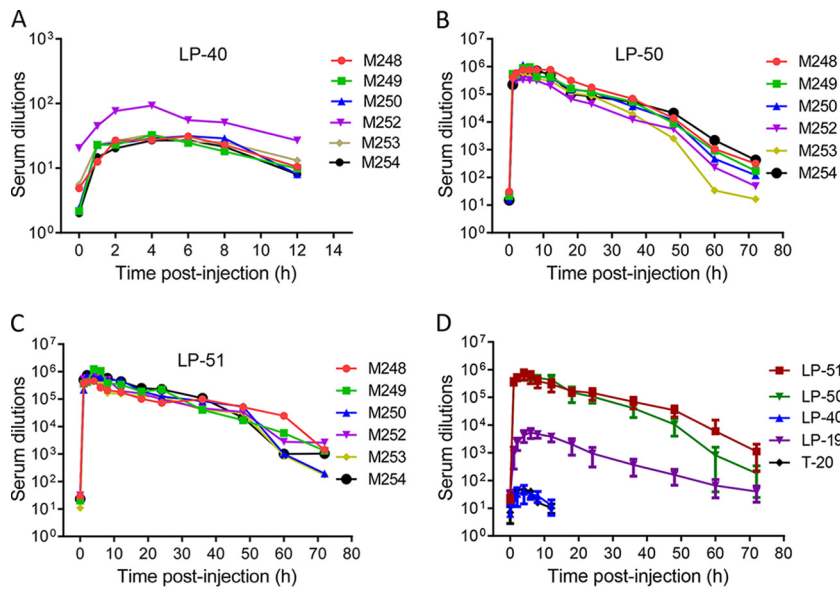 A
LP-40
Serum dilutions
10³
10²
10¹
10⁰
0 2 4 6 8 10 12 14
Time post-injection (h)
M248
M249
M250
M252
M253
M254
B
LP-50
Serum dilutions
10⁷
10⁶
10⁵
10⁴
10³
10²
10¹
10⁰
0 10 20 30 40 50 60 70 80
Time post-injection (h)
M248
M249
M250
M252
M253
M254
C
LP-51
Serum dilutions
10⁷
10⁶
10⁵
10⁴
10³
10²
10¹
10⁰
0 10 20 30 40 50 60 70 80
Time post-injection (h)
M248
M249
M250
M252
M253
M254
D
Serum dilutions
10⁷
10⁶
10⁵
10⁴
10³
10²
10¹
10⁰
0 10 20 30 40 50 60 70 80
Time post-injection (h)
LP-51
LP-50
LP-40
LP-19
T-20